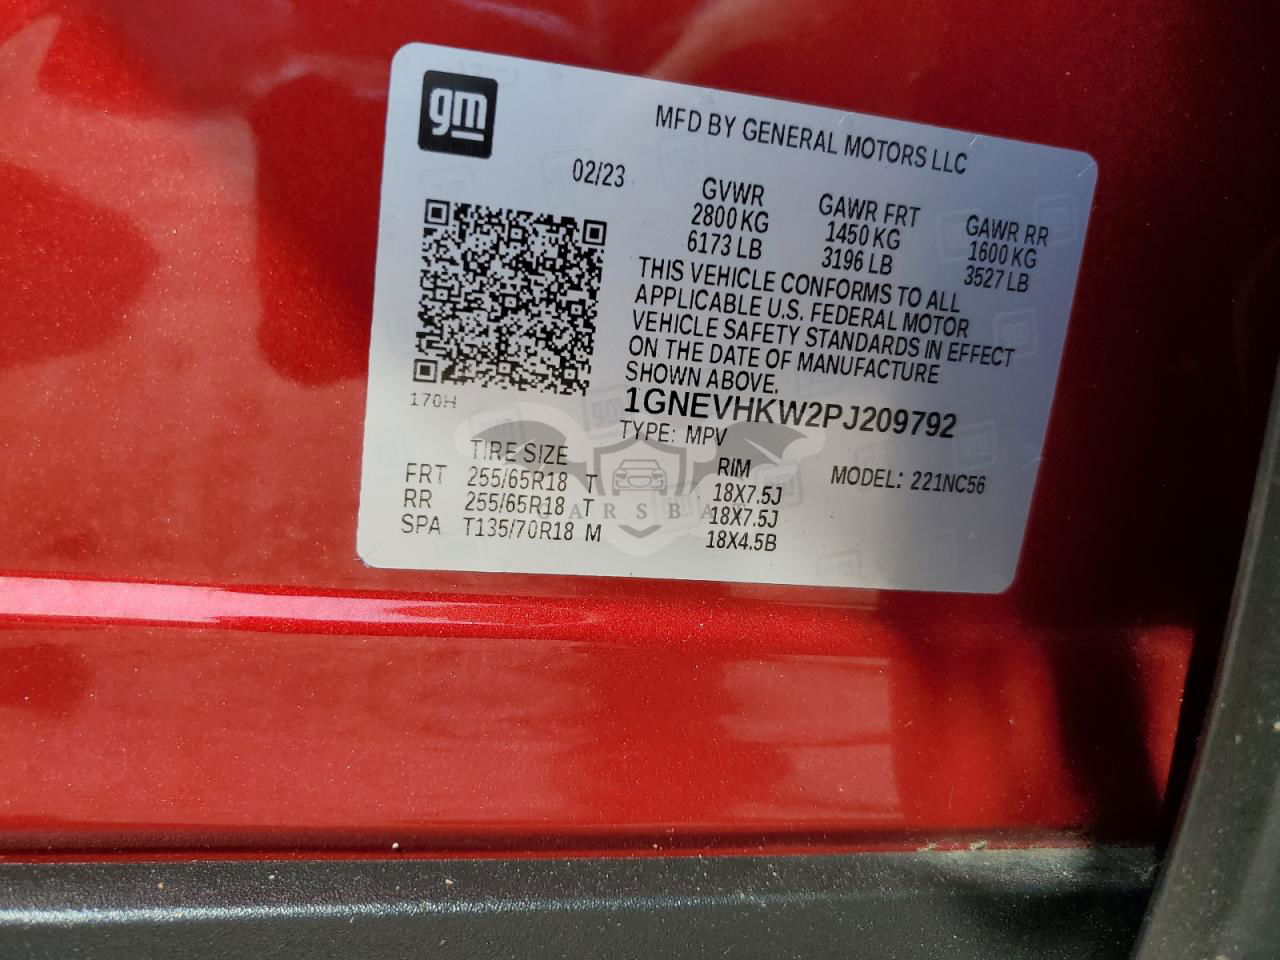 gm
MFD BY GENERAL MOTORS LLC
02/23
GVWR
2800 KG
6173 LB
GAWR FRT
1450 KG
3196 LB
GAWR RR
1600 KG
3527 LB
THIS VEHICLE CONFORMS TO ALL
APPLICABLE U.S. FEDERAL MOTOR
VEHICLE SAFETY STANDARDS IN EFFECT
ON THE DATE OF MANUFACTURE
SHOWN ABOVE.
170H
1GNEVHKW2PJ209792
TYPE: MPV
TIRE SIZE RIM MODEL: 221NC56
FRT 255/65R18 T 18X7.5J
RR 255/65R18 T 18X7.5J
SPA T135/70R18 M 18X4.5B